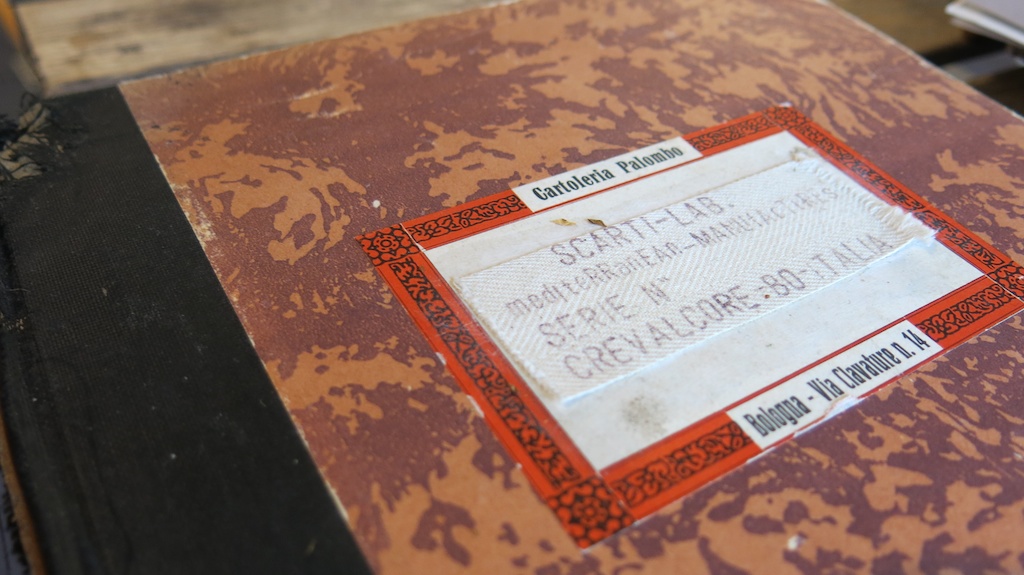 Cartoleria Palombo
SCARTI-LAB.
mediteRRanEAn-MANUFACTURES
SERIE N°
CREVALCORE-BO-ITALIA
Bologna - Via Clavature n. 14